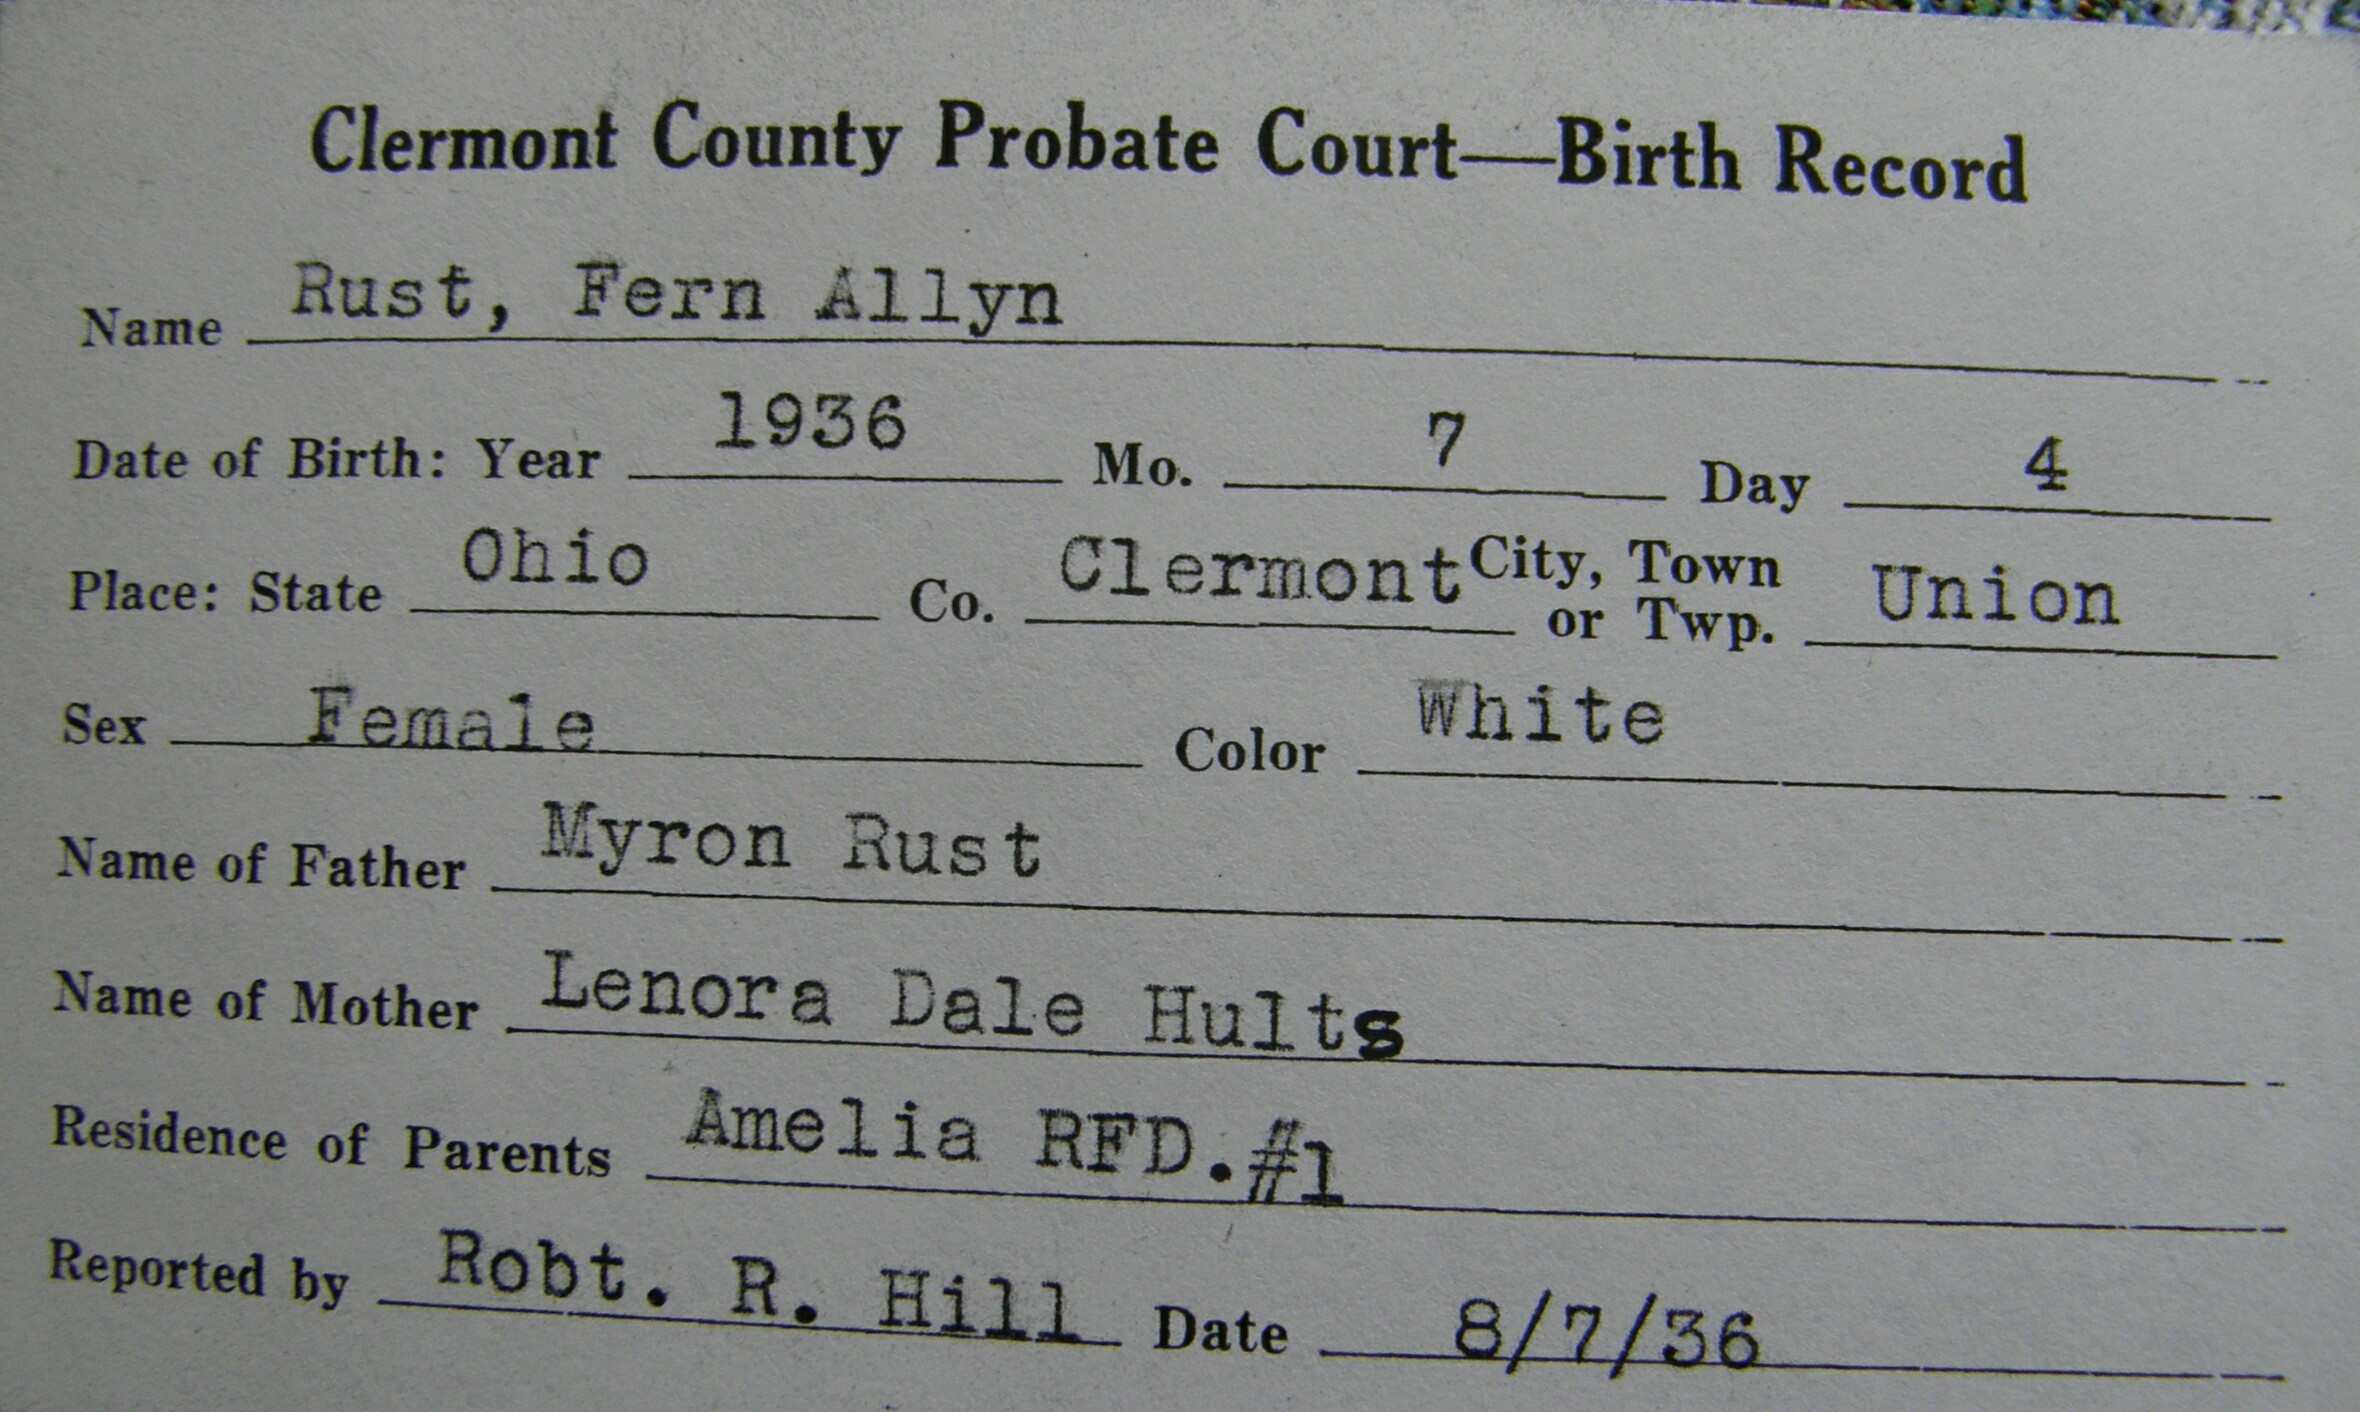 Clermont County Probate Court—Birth Record
Name Rust, Fern Allyn
Date of Birth: Year 1936 Mo. 7 Day 4
Place: State Ohio Co. Clermont City, Town or Twp. Union
Sex Female Color White
Name of Father Myron Rust
Name of Mother Lenora Dale Hults
Residence of Parents Amelia RFD.#1
Reported by Robt. R. Hill Date 8/7/36